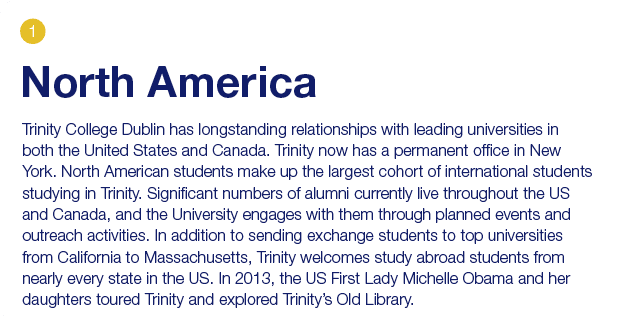 1
North America
Trinity College Dublin has longstanding relationships with leading universities in
both the United States and Canada. Trinity now has a permanent office in New
York. North American students make up the largest cohort of international students
studying in Trinity. Significant numbers of alumni currently live throughout the US
and Canada, and the University engages with them through planned events and
outreach activities. In addition to sending exchange students to top universities
from California to Massachusetts, Trinity welcomes study abroad students from
nearly every state in the US. In 2013, the US First Lady Michelle Obama and her
daughters toured Trinity and explored Trinity’s Old Library.